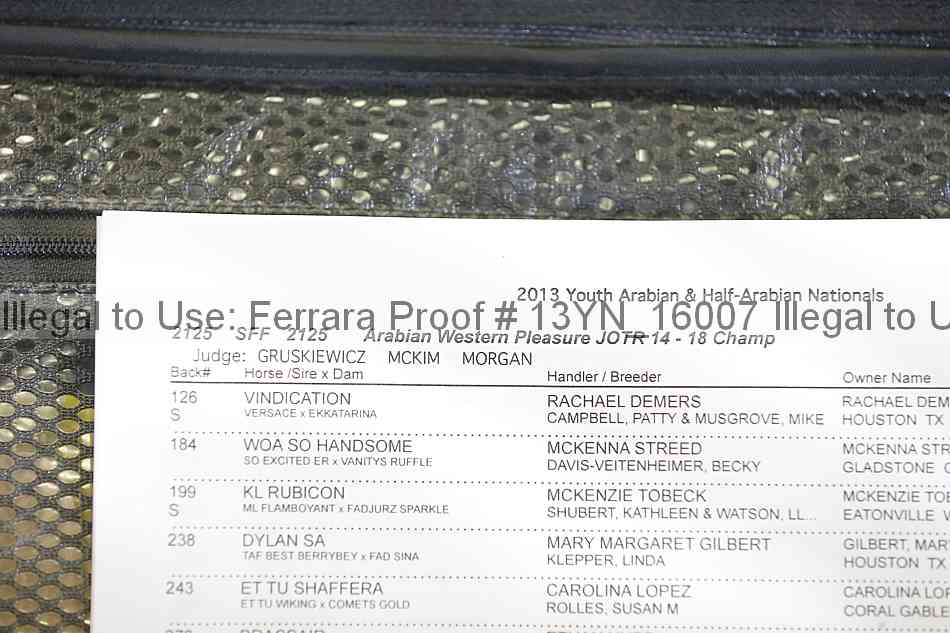 2013 Youth Arabian & Half-Arabian Nationals
Illegal to Use: Ferrara Proof # 13YN_16007 Illegal to U
2125 SFF 2125 Arabian Western Pleasure JOTR 14 - 18 Champ
Judge: GRUSKIEWICZ MCKIM MORGAN
Back# Horse /Sire x Dam Handler / Breeder Owner Name
126 VINDICATION RACHAEL DEMERS RACHAEL DEM
S VERSACE x EKKATARINA CAMPBELL, PATTY & MUSGROVE, MIKE HOUSTON TX
184 WOA SO HANDSOME MCKENNA STREED MCKENNA STR
SO EXCITED ER x VANITYS RUFFLE DAVIS-VEITENHEIMER, BECKY GLADSTONE
199 KL RUBICON MCKENZIE TOBECK MCKENZIE TOB
S ML FLAMBOYANT x FADJURZ SPARKLE SHUBERT, KATHLEEN & WATSON, LL... EATONVILLE W
238 DYLAN SA MARY MARGARET GILBERT GILBERT, MAR
TAF BEST BERRYBEY x FAD SINA KLEPPER, LINDA HOUSTON TX
243 ET TU SHAFFERA CAROLINA LOPEZ CAROLINA LOP
ET TU WIKING x COMETS GOLD ROLLES, SUSAN M CORAL GABLE